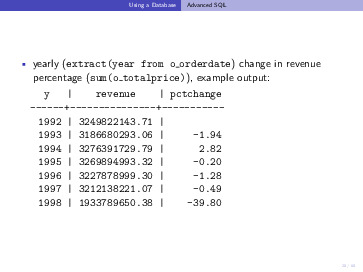 Using a Database Advanced SQL
yearly (extract(year from o_orderdate) change in revenue
percentage (sum(o_totalprice)), example output:
y | revenue | pctchange
------+---------------+-----------
1992 | 3249822143.71 |
1993 | 3186680293.06 | -1.94
1994 | 3276391729.79 | 2.82
1995 | 3269894993.32 | -0.20
1996 | 3227878999.30 | -1.28
1997 | 3212138221.07 | -0.49
1998 | 1933789650.38 | -39.80